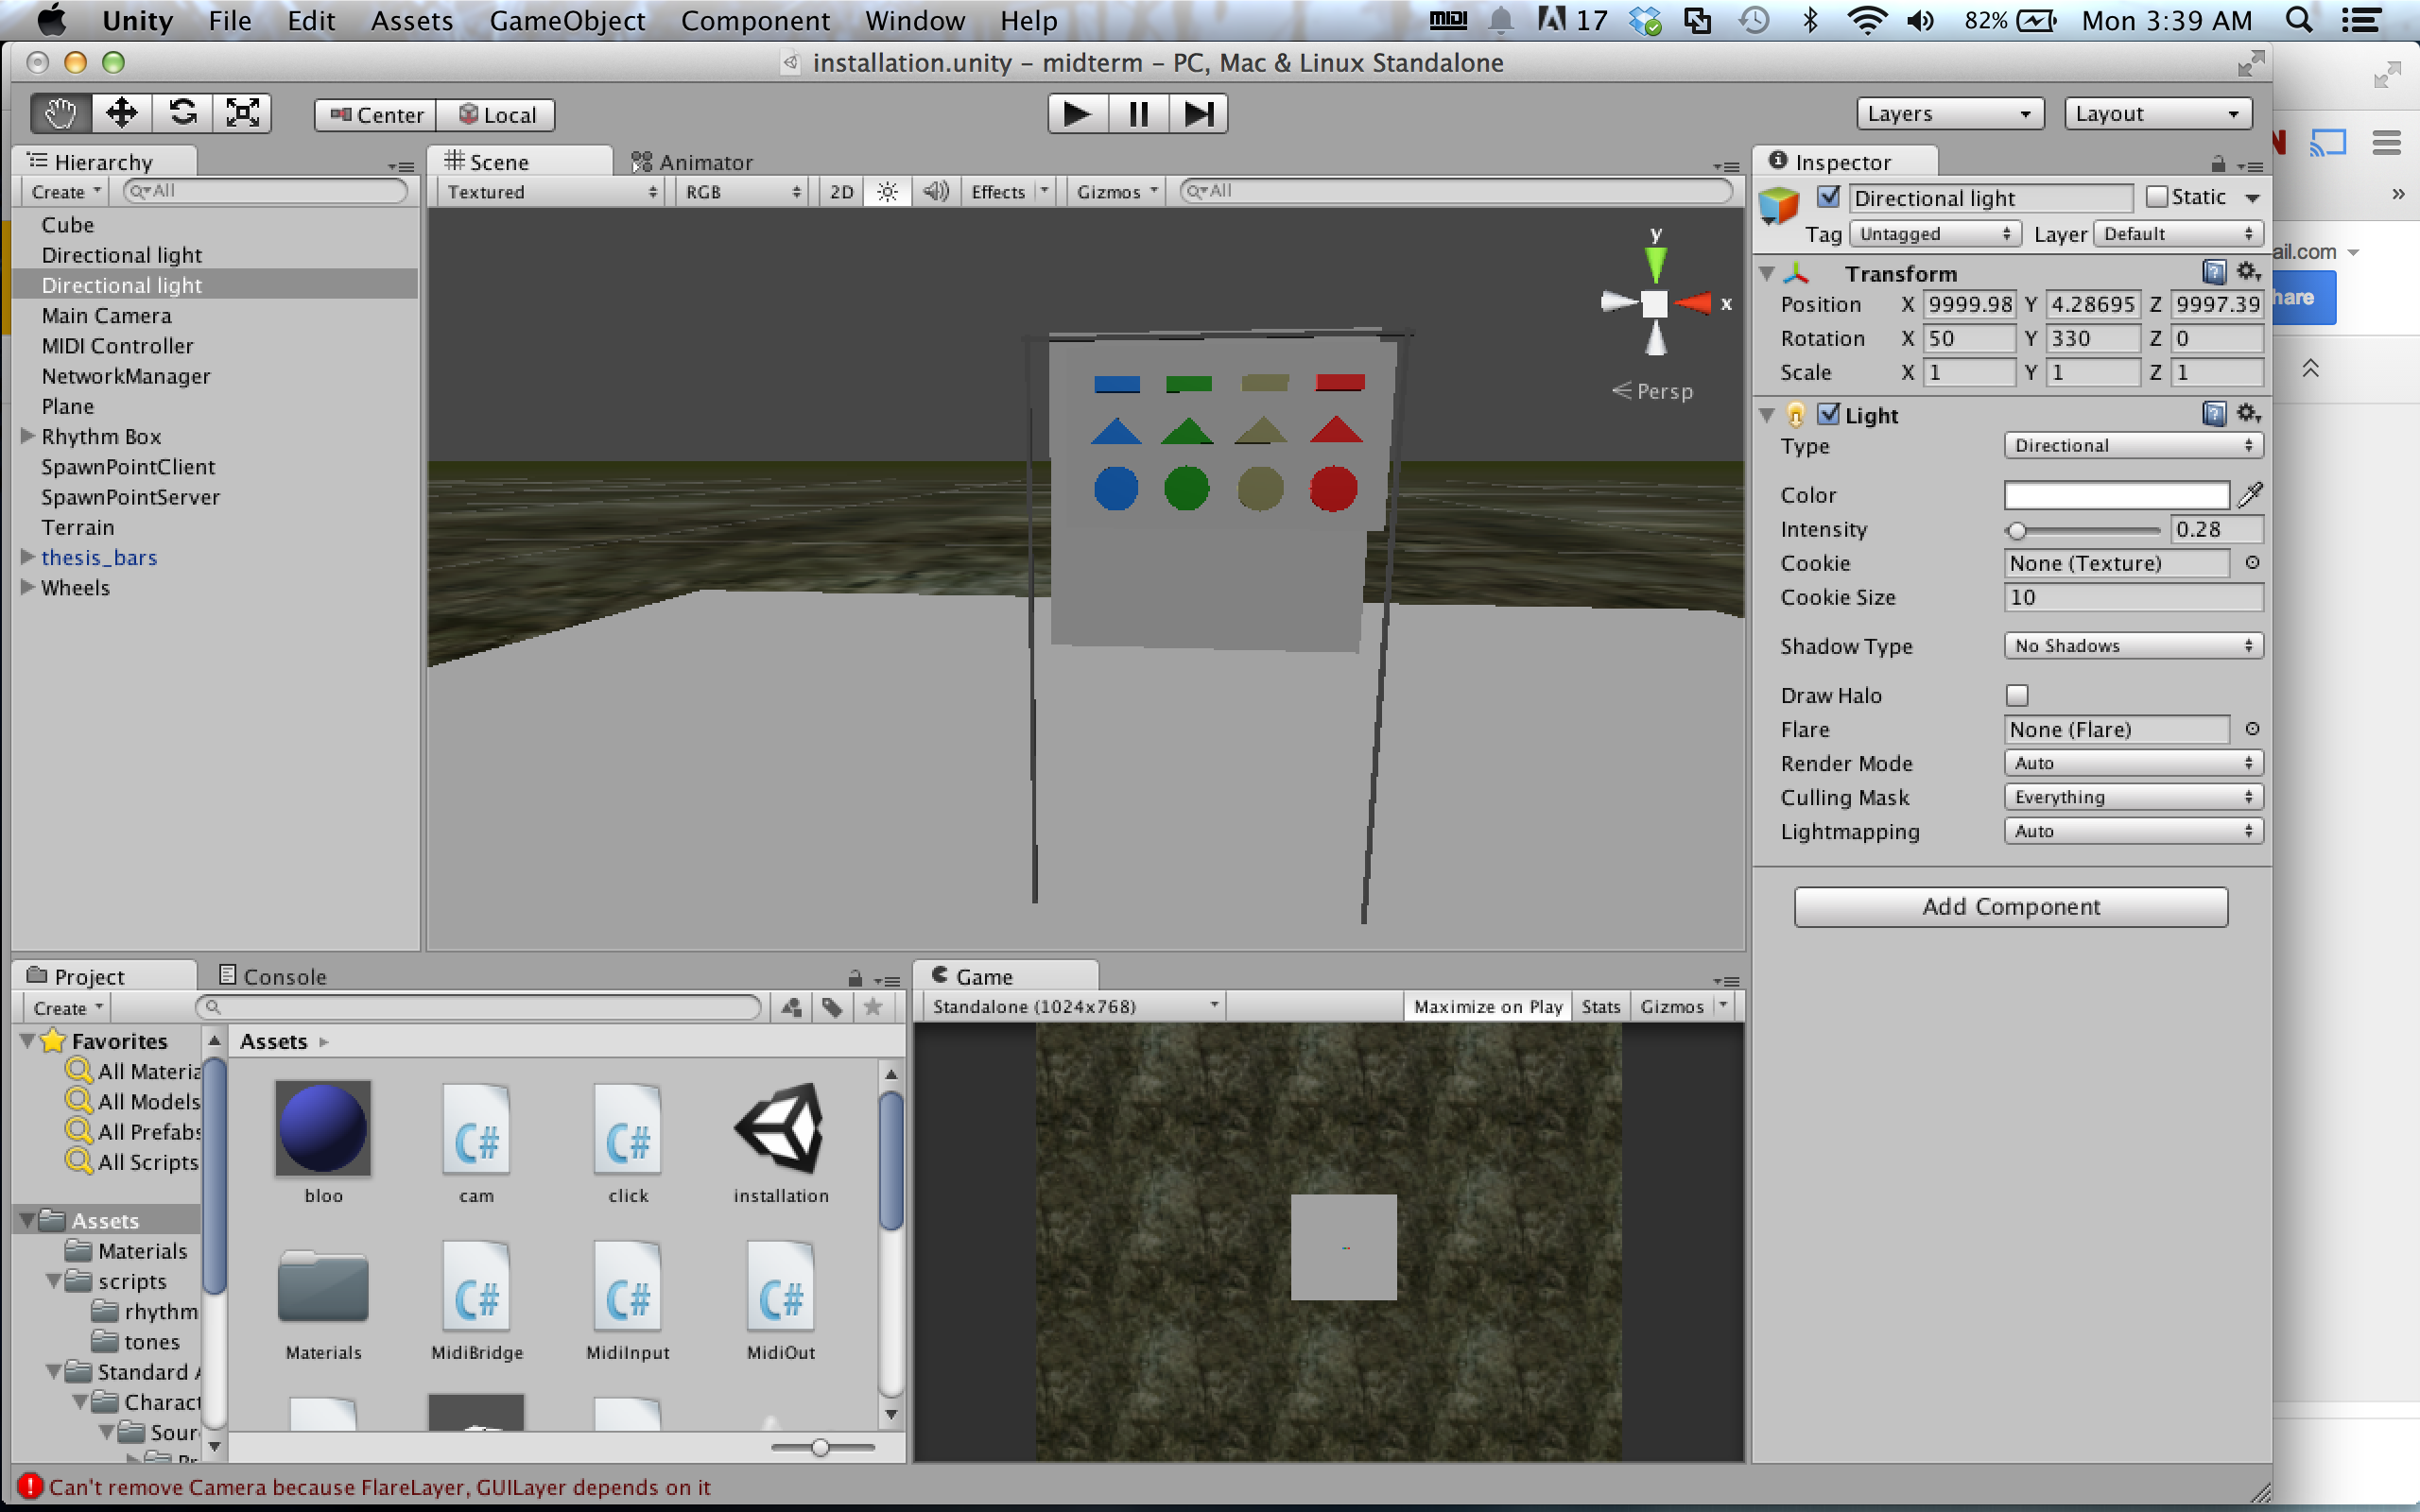 Unity File Edit Assets GameObject Component Window Help MIDI 17 82% Mon 3:39 AM
installation.unity – midterm – PC, Mac & Linux Standalone
Center Local Layers Layout
Hierarchy
Create All
Cube
Directional light
Directional light
Main Camera
MIDI Controller
NetworkManager
Plane
Rhythm Box
SpawnPointClient
SpawnPointServer
Terrain
thesis_bars
Wheels
Scene Animator
Textured RGB 2D Effects Gizmos All
y
x
Persp
Inspector
Directional light Static
Tag Untagged Layer Default
Transform
Position X 9999.98 Y 4.28695 Z 9997.39
Rotation X 50 Y 330 Z 0
Scale X 1 Y 1 Z 1
Light
Type Directional
Color
Intensity 0.28
Cookie None (Texture)
Cookie Size 10
Shadow Type No Shadows
Draw Halo
Flare None (Flare)
Render Mode Auto
Culling Mask Everything
Lightmapping Auto
Add Component
ail.com
hare
Project Console
Create
Favorites
All Materia
All Models
All Prefabs
All Scripts
Assets
Materials
scripts
rhythm
tones
Standard A
Charact
Sour
Pr
Assets
bloo cam click installation
Materials MidiBridge MidiInput MidiOut
Game
Standalone (1024x768) Maximize on Play Stats Gizmos
Can't remove Camera because FlareLayer, GUILayer depends on it